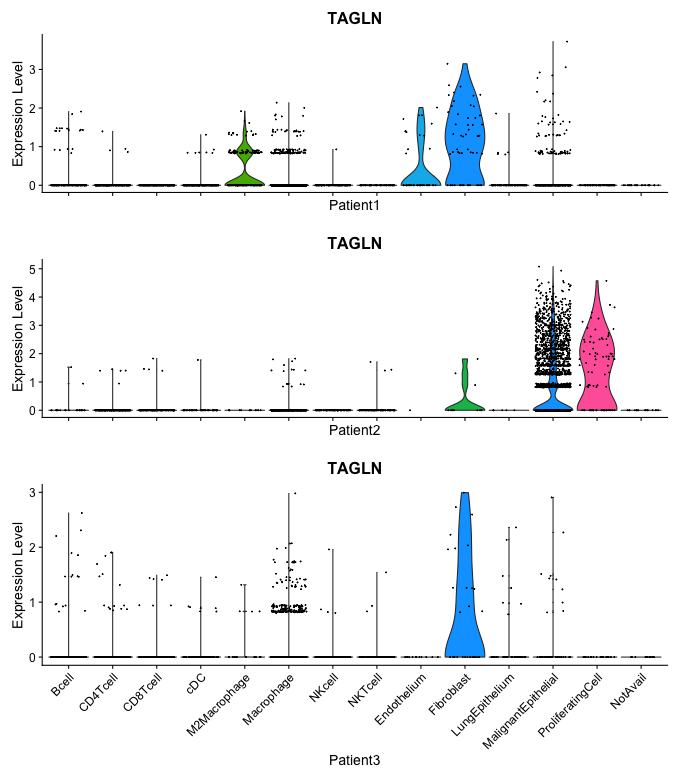 TAGLN
Expression Level
3
2
1
0
Patient1
TAGLN
Expression Level
5
4
3
2
1
0
Patient2
TAGLN
Expression Level
3
2
1
0
Bcell
CD4Tcell
CD8Tcell
cDC
M2Macrophage
Macrophage
NKcell
NKTcell
Endothelium
Fibroblast
LungEpithelium
MalignantEpithelial
ProliferatingCell
NotAvail
Patient3